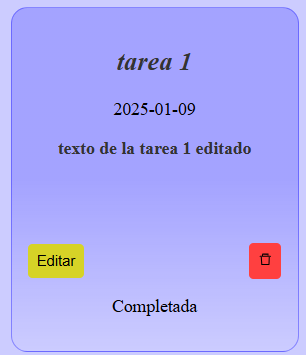 tarea 1
2025-01-09
texto de la tarea 1 editado
Editar
Completada